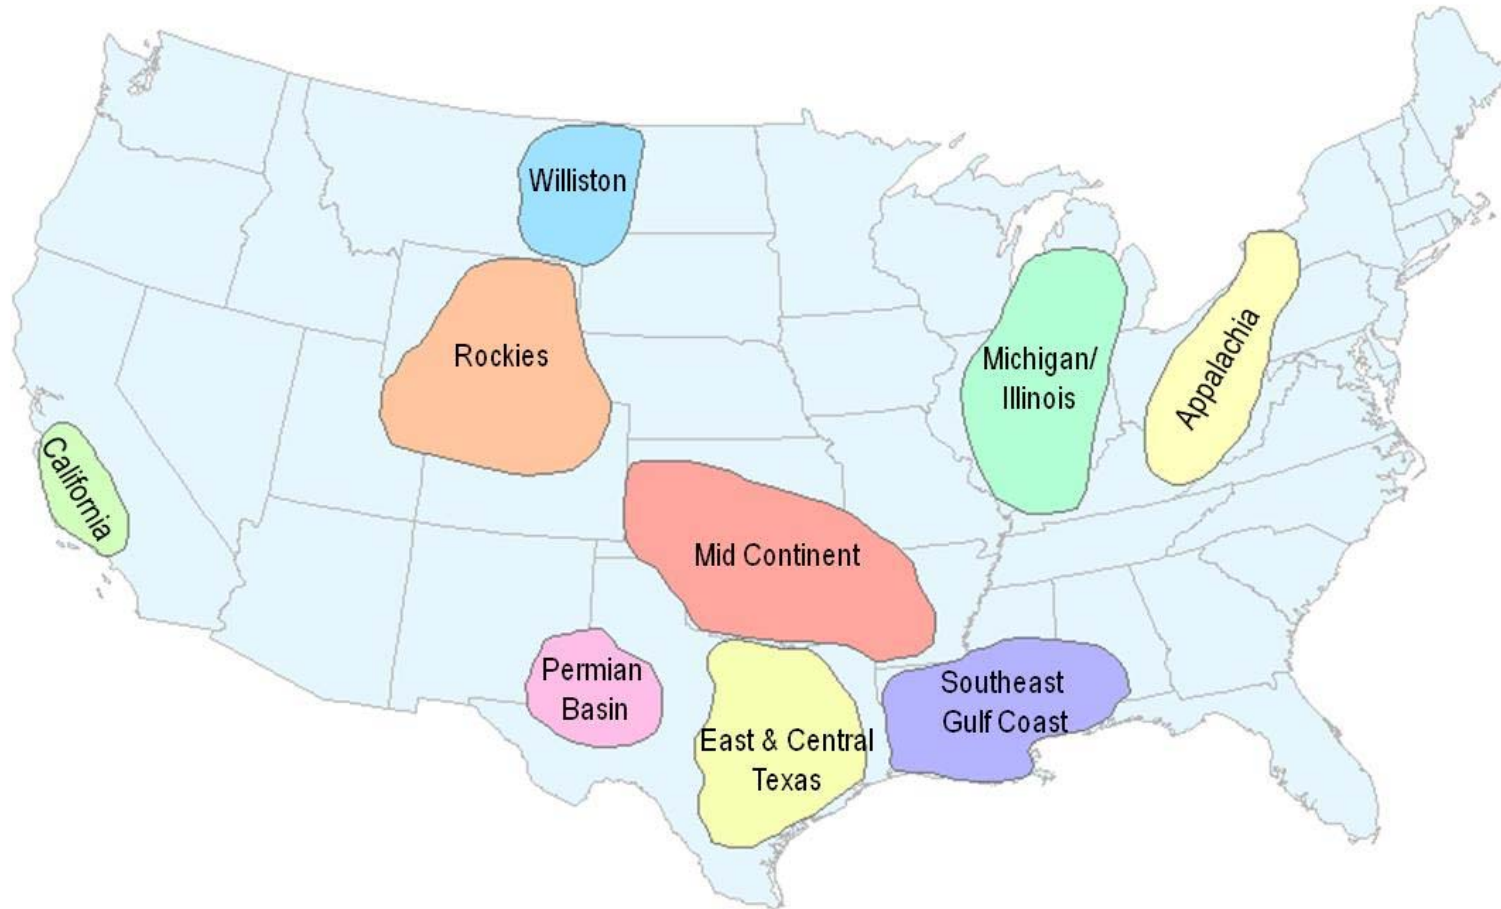 Williston
Rockies
Michigan/
Illinois
Appalachia
California
Mid Continent
Permian
Basin
Southeast
Gulf Coast
East & Central
Texas